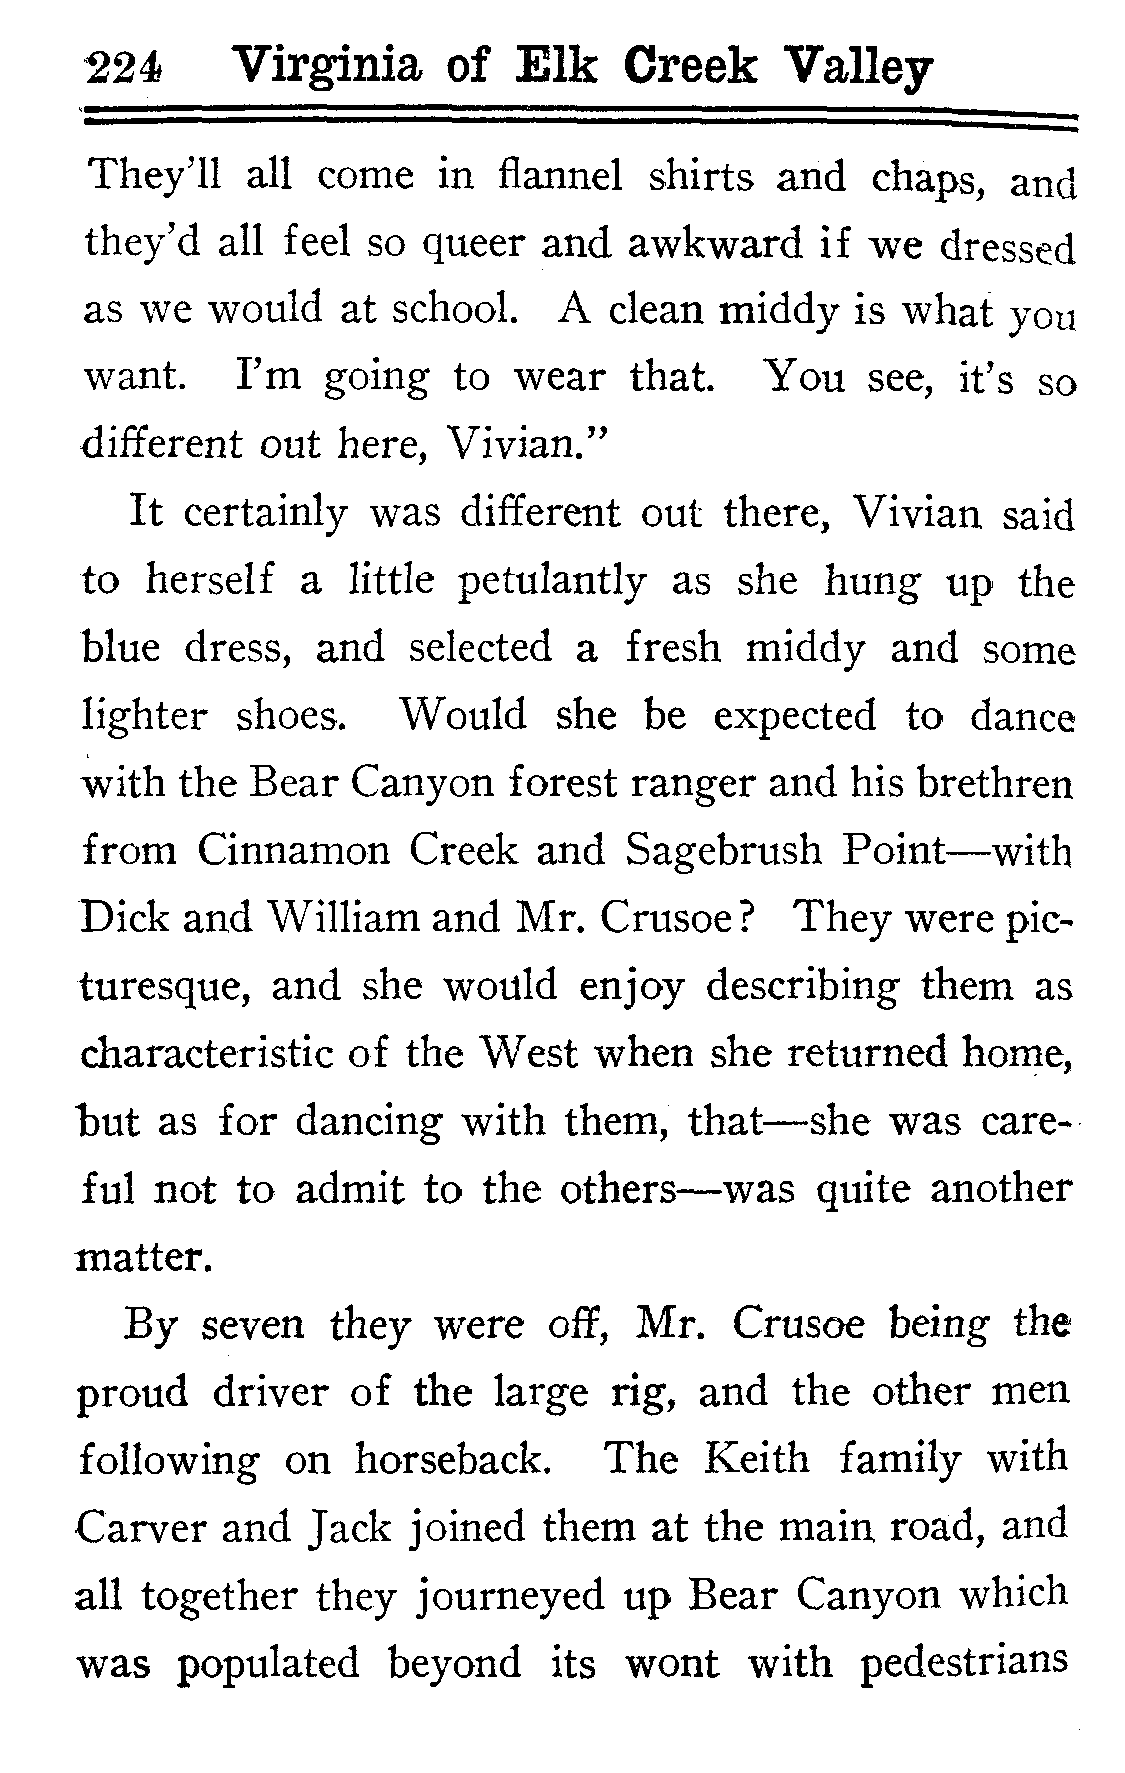 224 Virginia of Elk Creek Valley
They'll all come in flannel shirts and chaps, and
they'd all feel so queer and awkward if we dressed
as we would at school. A clean middy is what you
want. I'm going to wear that. You see, it's so
different out here, Vivian."
It certainly was different out there, Vivian said
to herself a little petulantly as she hung up the
blue dress, and selected a fresh middy and some
lighter shoes. Would she be expected to dance
with the Bear Canyon forest ranger and his brethren
from Cinnamon Creek and Sagebrush Point—with
Dick and William and Mr. Crusoe? They were pic-
turesque, and she would enjoy describing them as
characteristic of the West when she returned home,
but as for dancing with them, that—she was care-
ful not to admit to the others—was quite another
matter.
By seven they were off, Mr. Crusoe being the
proud driver of the large rig, and the other men
following on horseback. The Keith family with
Carver and Jack joined them at the main road, and
all together they journeyed up Bear Canyon which
was populated beyond its wont with pedestrians